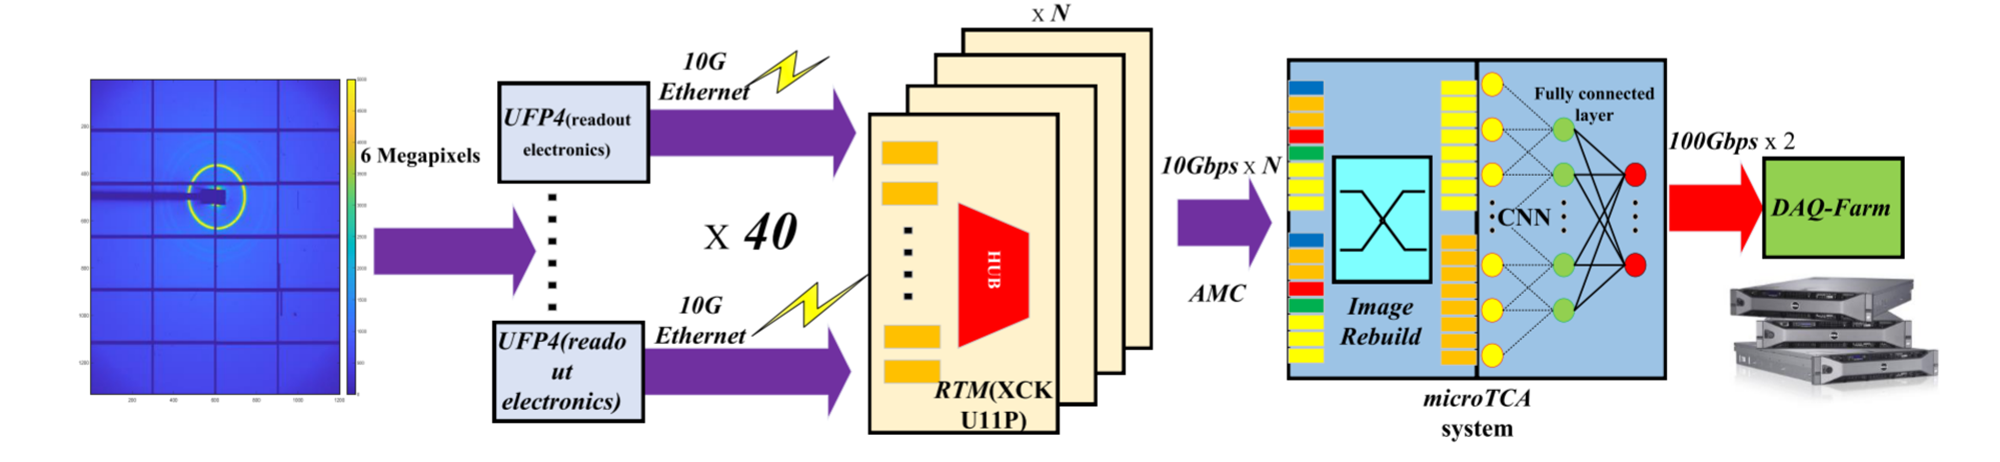 6 Megapixels
UFP4(readout
electronics)
UFP4(reado
ut
electronics)
10G
Ethernet
X 40
10G
Ethernet
x N
HUB
RTM(XCK
U11P)
10Gbps x N
AMC
Image
Rebuild
Fully connected
layer
CNN
microTCA
system
100Gbps x 2
DAQ-Farm